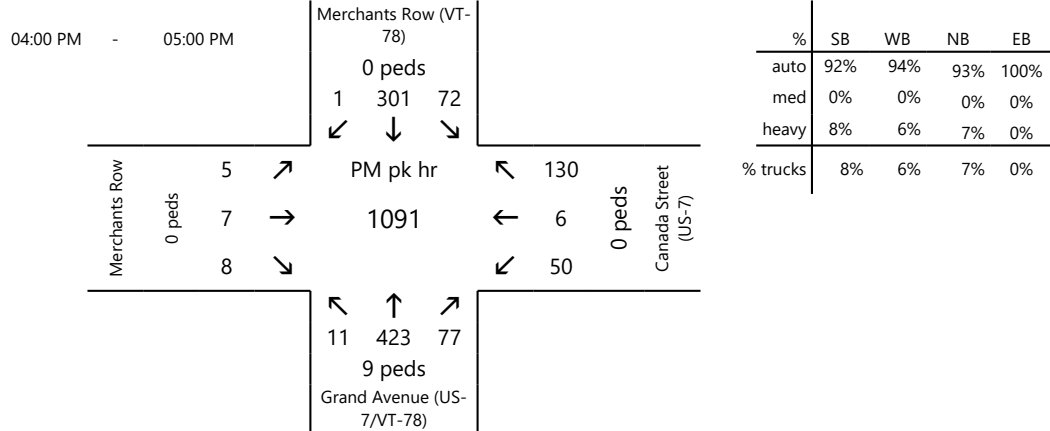 04:00 PM - 05:00 PM
Merchants Row (VT-
78)
0 peds
1 301 72
↙ ↓ ↘
Merchants Row
0 peds
5 ↗
7 →
8 ↘
PM pk hr
1091
↖ 130
← 6
↙ 50
0 peds
Canada Street
(US-7)
↖ ↑ ↗
11 423 77
9 peds
Grand Avenue (US-
7/VT-78)
% SB WB NB EB
auto 92% 94% 93% 100%
med 0% 0% 0% 0%
heavy 8% 6% 7% 0%
% trucks 8% 6% 7% 0%